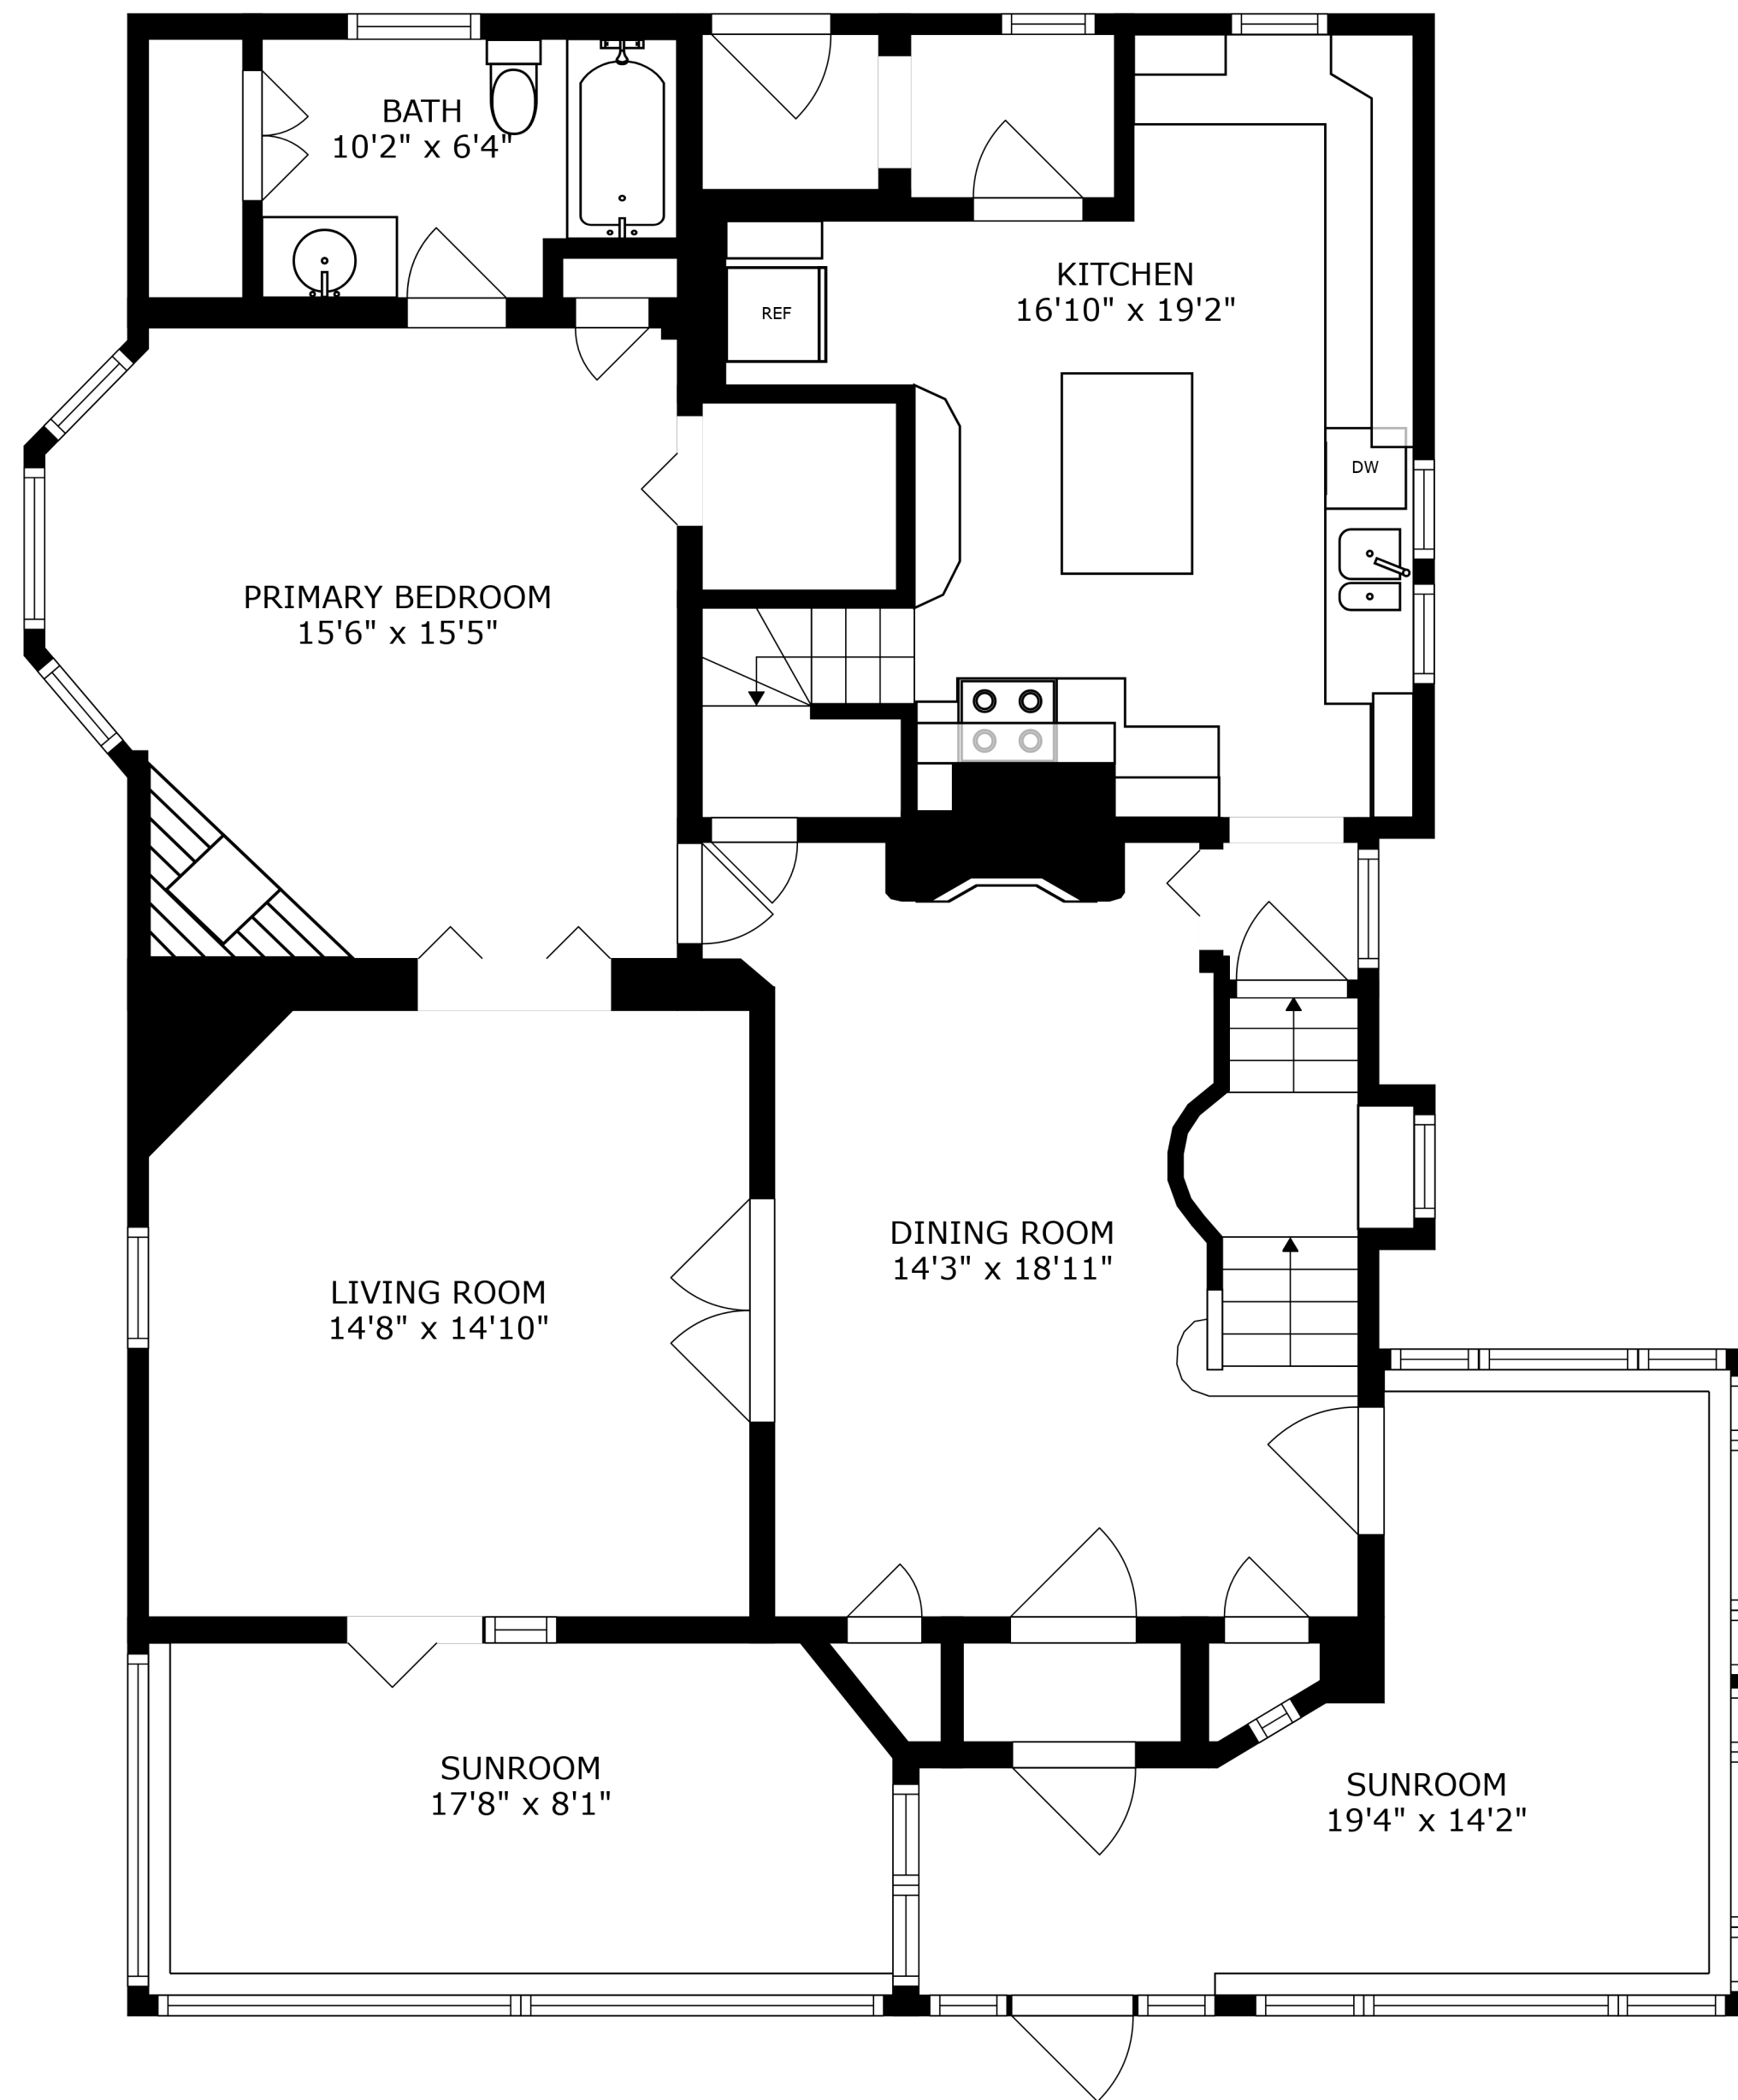 BATH
10'2" x 6'4"
KITCHEN
16'10" x 19'2"
REF
DW
PRIMARY BEDROOM
15'6" x 15'5"
DINING ROOM
14'3" x 18'11"
LIVING ROOM
14'8" x 14'10"
SUNROOM
17'8" x 8'1"
SUNROOM
19'4" x 14'2"